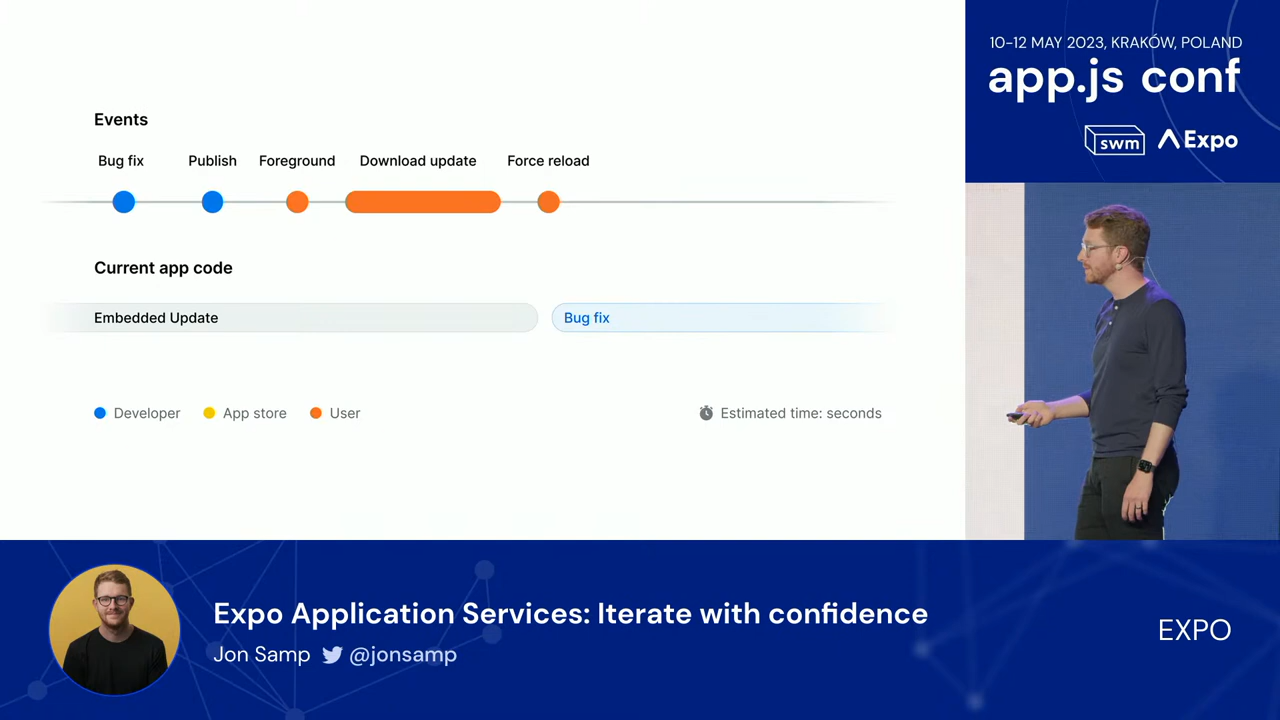 Events
Bug fix Publish Foreground Download update Force reload
Current app code
Embedded Update Bug fix
Developer App store User Estimated time: seconds
10–12 MAY 2023, KRAKÓW, POLAND
app.js conf
swm Expo
Expo Application Services: Iterate with confidence
Jon Samp @jonsamp
EXPO